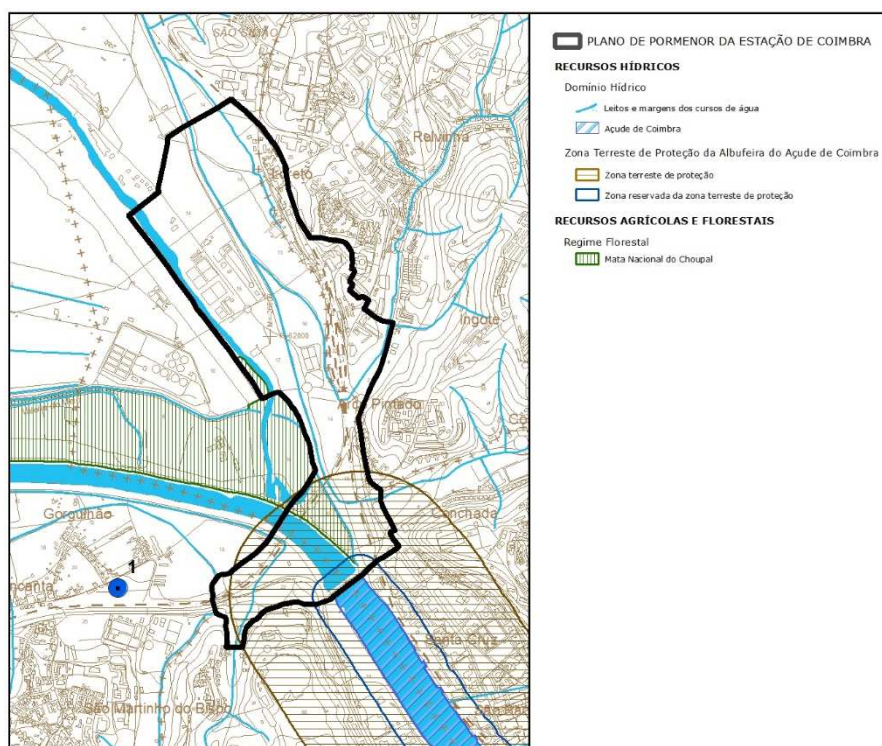 PLANO DE PORMENOR DA ESTAÇÃO DE COIMBRA
RECURSOS HÍDRICOS
Domínio Hídrico
Leitos e margens dos cursos de água
Açude de Coimbra
Zona Terreste de Proteção da Albufeira do Açude de Coimbra
Zona terreste de proteção
Zona reservada da zona terreste de proteção
RECURSOS AGRÍCOLAS E FLORESTAIS
Regime Florestal
Mata Nacional do Choupal
SÃO SIMÃO
Relvinha
Loreto
Ingote
Pintado
Conchada
Gorgulhão
1
Santa Cruz
São Martinho do Bispo